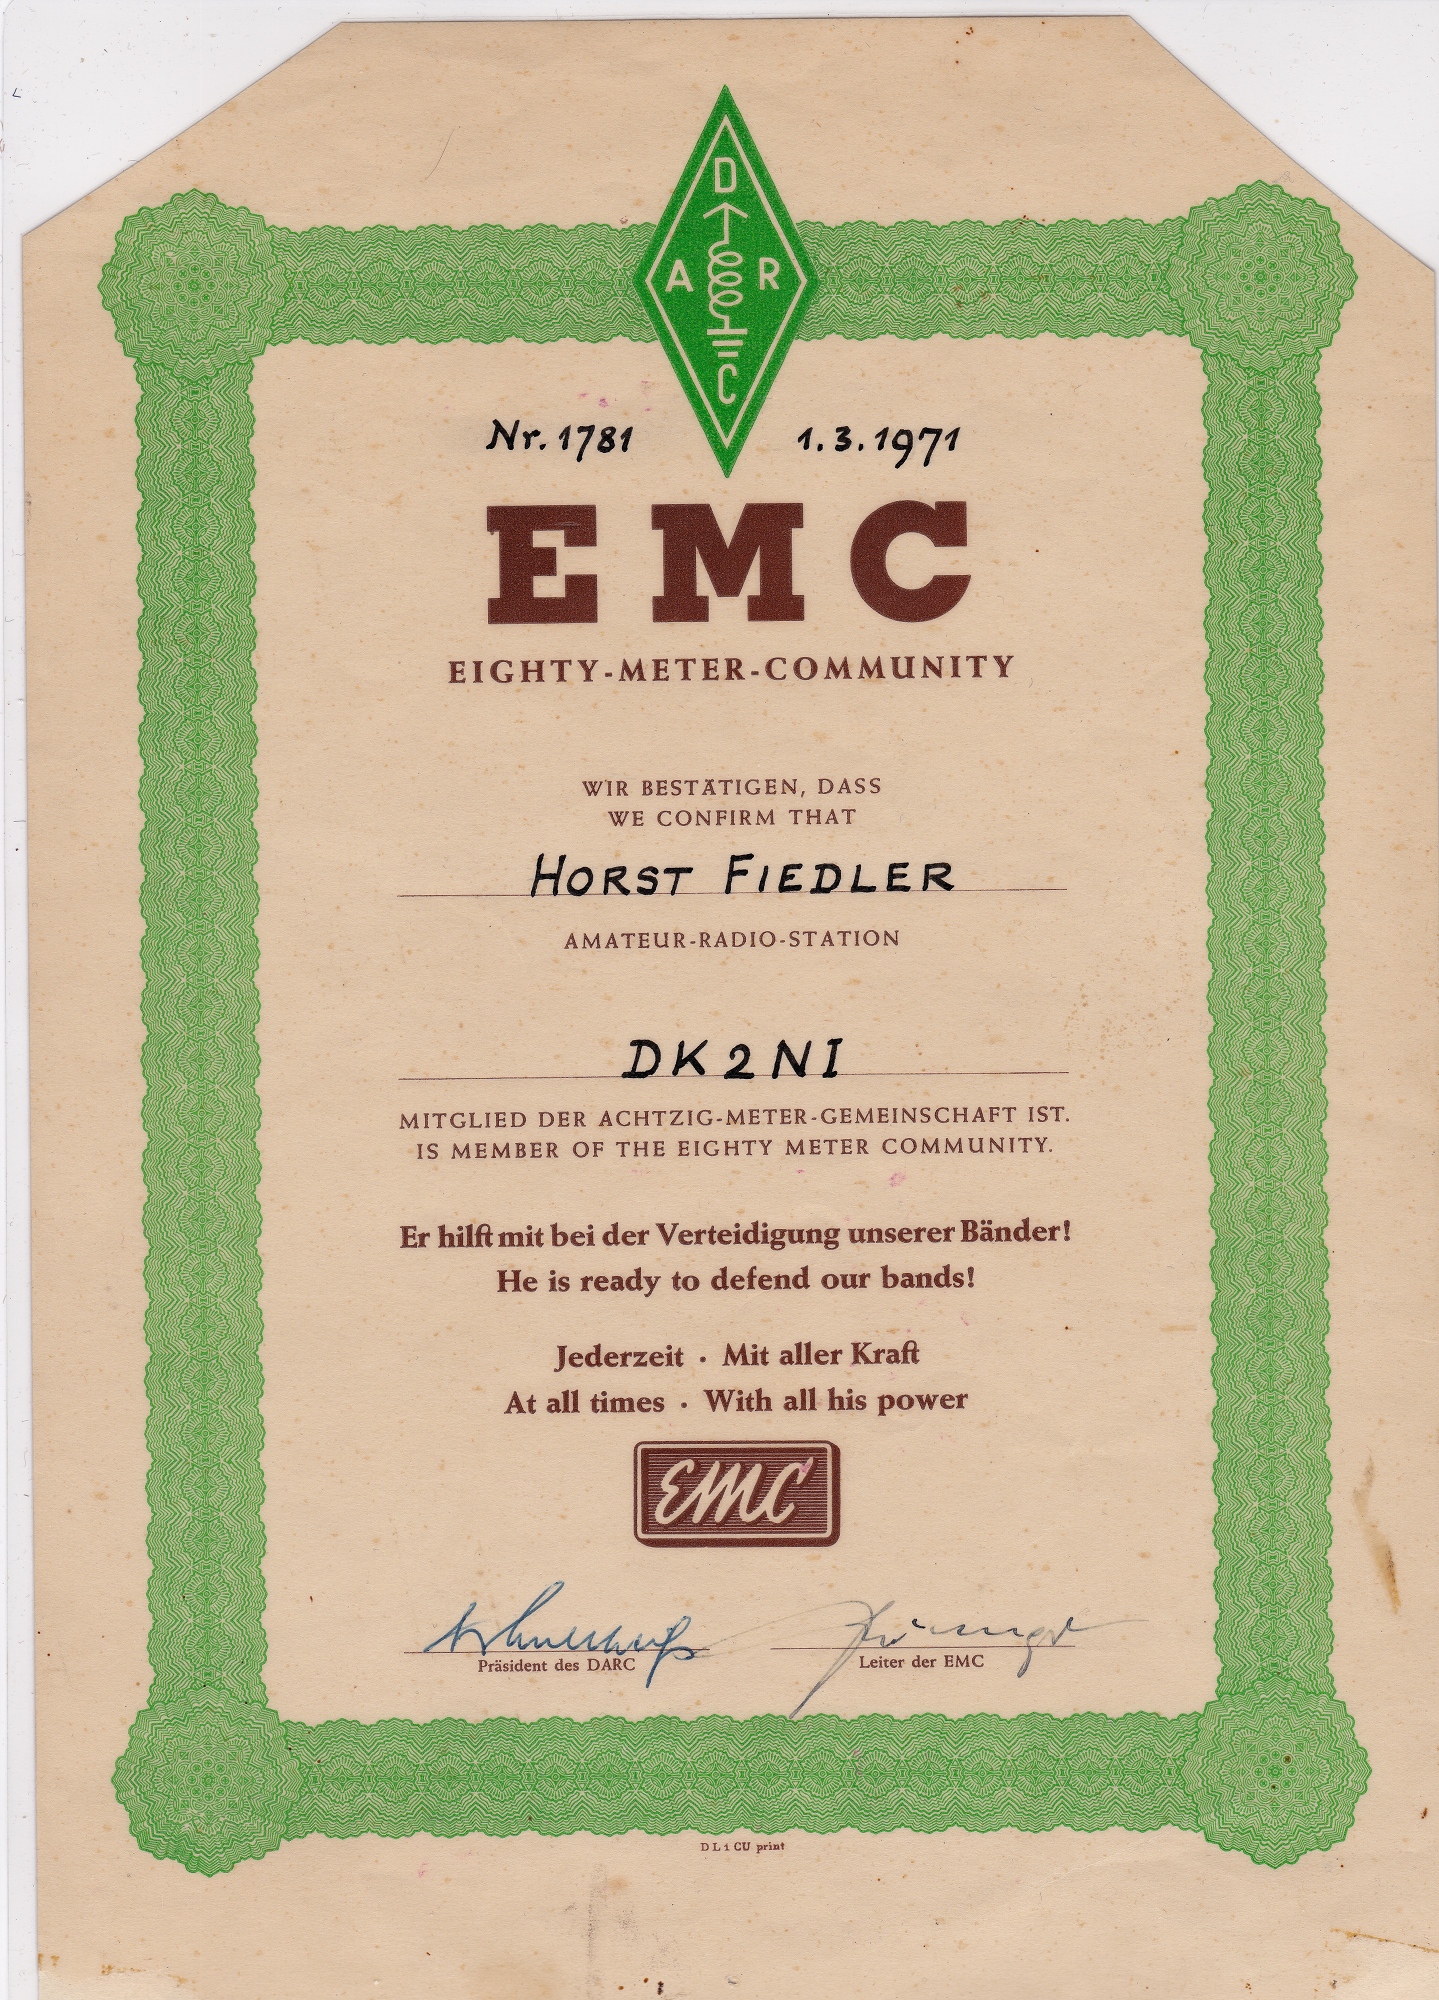 D
A R
C
Nr. 1781 1.3.1971
EMC
EIGHTY-METER-COMMUNITY
WIR BESTÄTIGEN, DASS
WE CONFIRM THAT
HORST FIEDLER
AMATEUR-RADIO-STATION
DK2NI
MITGLIED DER ACHTZIG-METER-GEMEINSCHAFT IST.
IS MEMBER OF THE EIGHTY METER COMMUNITY.
Er hilft mit bei der Verteidigung unserer Bänder!
He is ready to defend our bands!
Jederzeit · Mit aller Kraft
At all times · With all his power
EMC
Präsident des DARC Leiter der EMC
DL1CU print